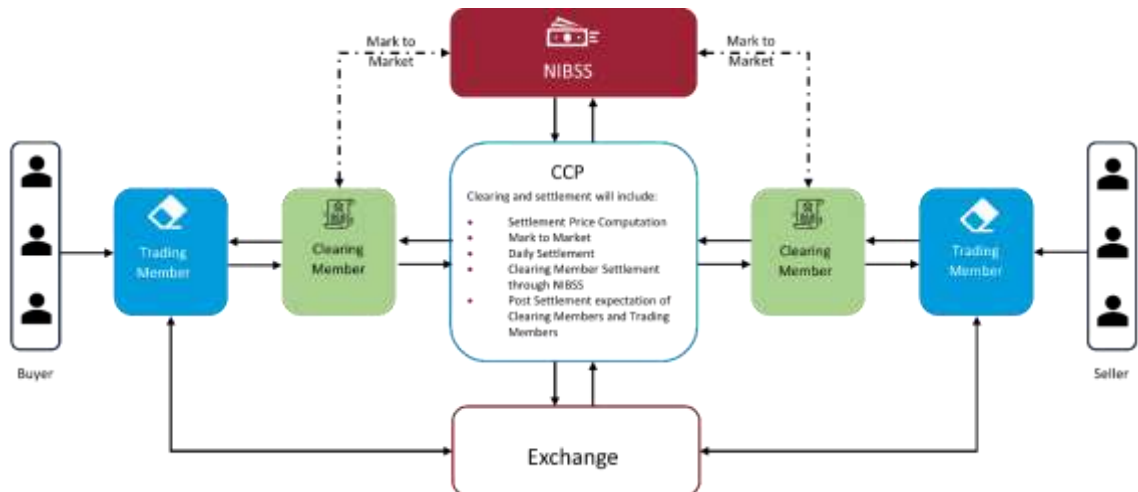 Mark to
Market
NIBSS
Mark to
Market
CCP
Clearing and settlement will include:
Settlement Price Computation
Mark to Market
Daily Settlement
Clearing Member Settlement
through NIBSS
Post Settlement expectation of
Clearing Members and Trading
Members
Trading
Member
Clearing
Member
Clearing
Member
Trading
Member
Buyer
Seller
Exchange